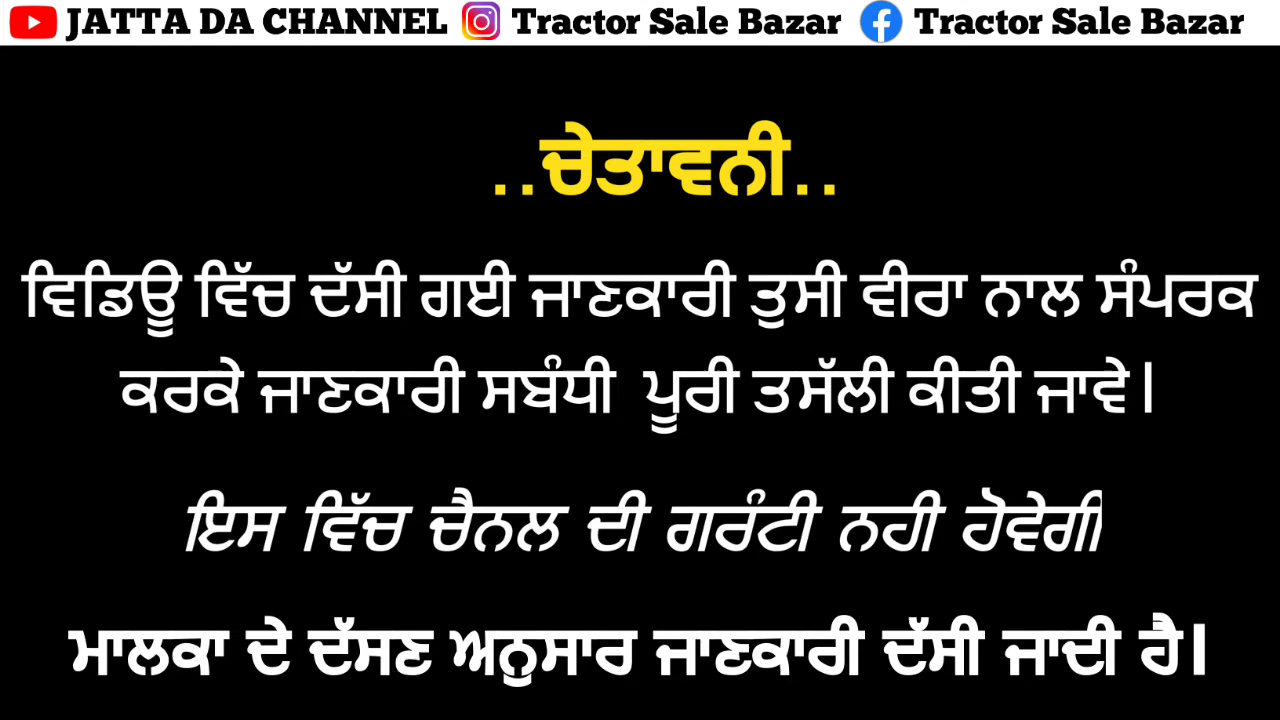 JATTA DA CHANNEL Tractor Sale Bazar Tractor Sale Bazar
..ਚੇਤਾਵਨੀ..
ਵਿਡਿਊ ਵਿੱਚ ਦੱਸੀ ਗਈ ਜਾਣਕਾਰੀ ਤੁਸੀ ਵੀਰਾ ਨਾਲ ਸੰਪਰਕ
ਕਰਕੇ ਜਾਣਕਾਰੀ ਸਬੰਧੀ ਪੂਰੀ ਤਸੱਲੀ ਕੀਤੀ ਜਾਵੇ।
ਇਸ ਵਿੱਚ ਚੈਨਲ ਦੀ ਗਰੰਟੀ ਨਹੀ ਹੋਵੇਗੀ
ਮਾਲਕਾ ਦੇ ਦੱਸਣ ਅਨੁਸਾਰ ਜਾਣਕਾਰੀ ਦੱਸੀ ਜਾਦੀ ਹੈ।